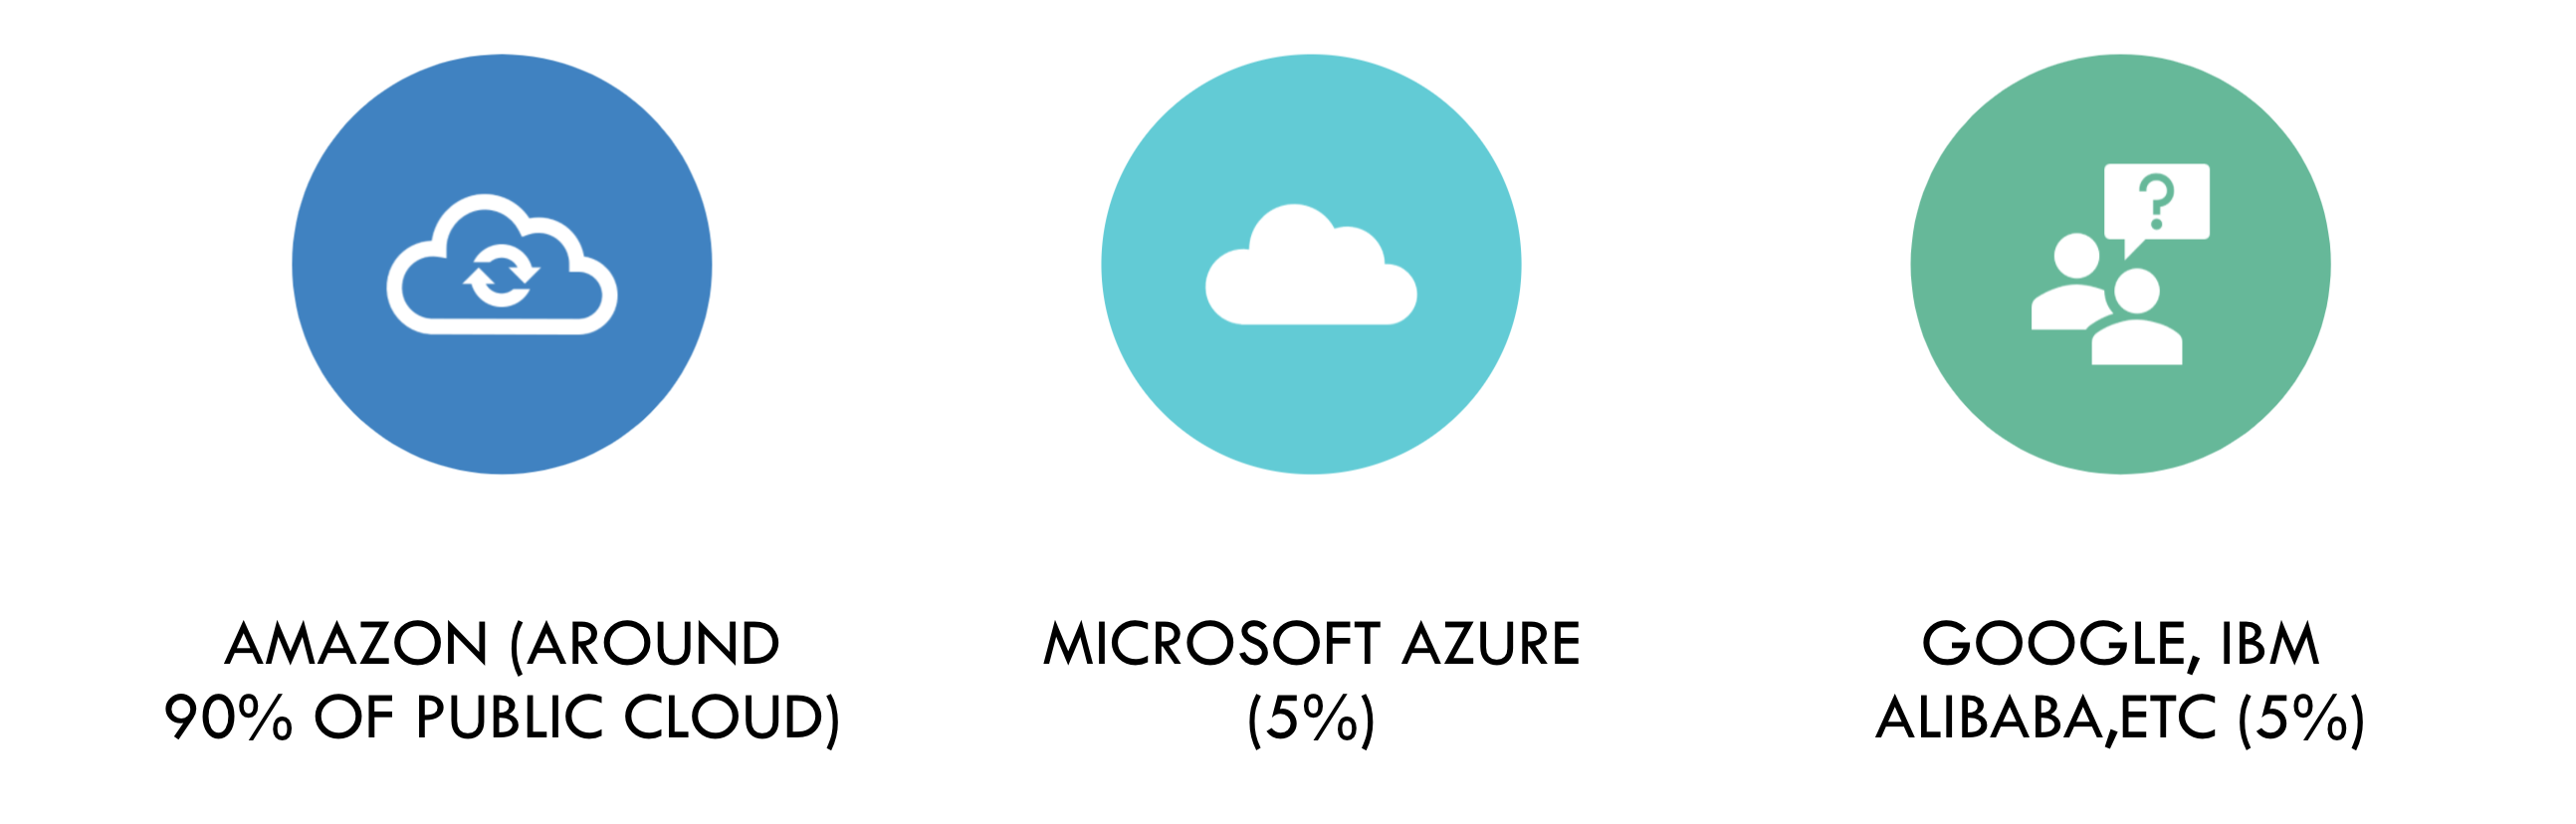 ?
AMAZON (AROUND
90% OF PUBLIC CLOUD)
MICROSOFT AZURE
(5%)
GOOGLE, IBM
ALIBABA,ETC (5%)